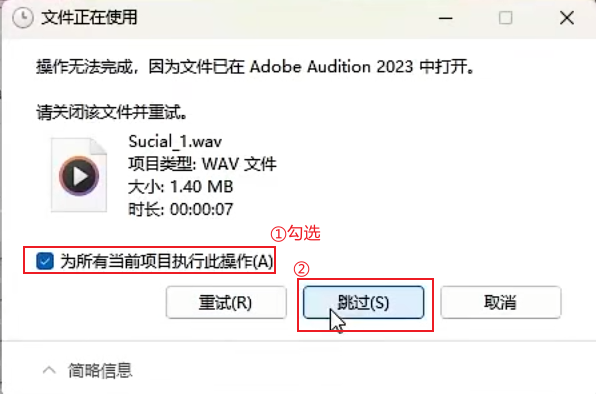 文件正在使用
操作无法完成，因为文件已在 Adobe Audition 2023 中打开。
请关闭该文件并重试。
Sucial_1.wav
项目类型: WAV 文件
大小: 1.40 MB
时长: 00:00:07
①勾选
为所有当前项目执行此操作(A)
②
重试(R) 跳过(S) 取消
简略信息